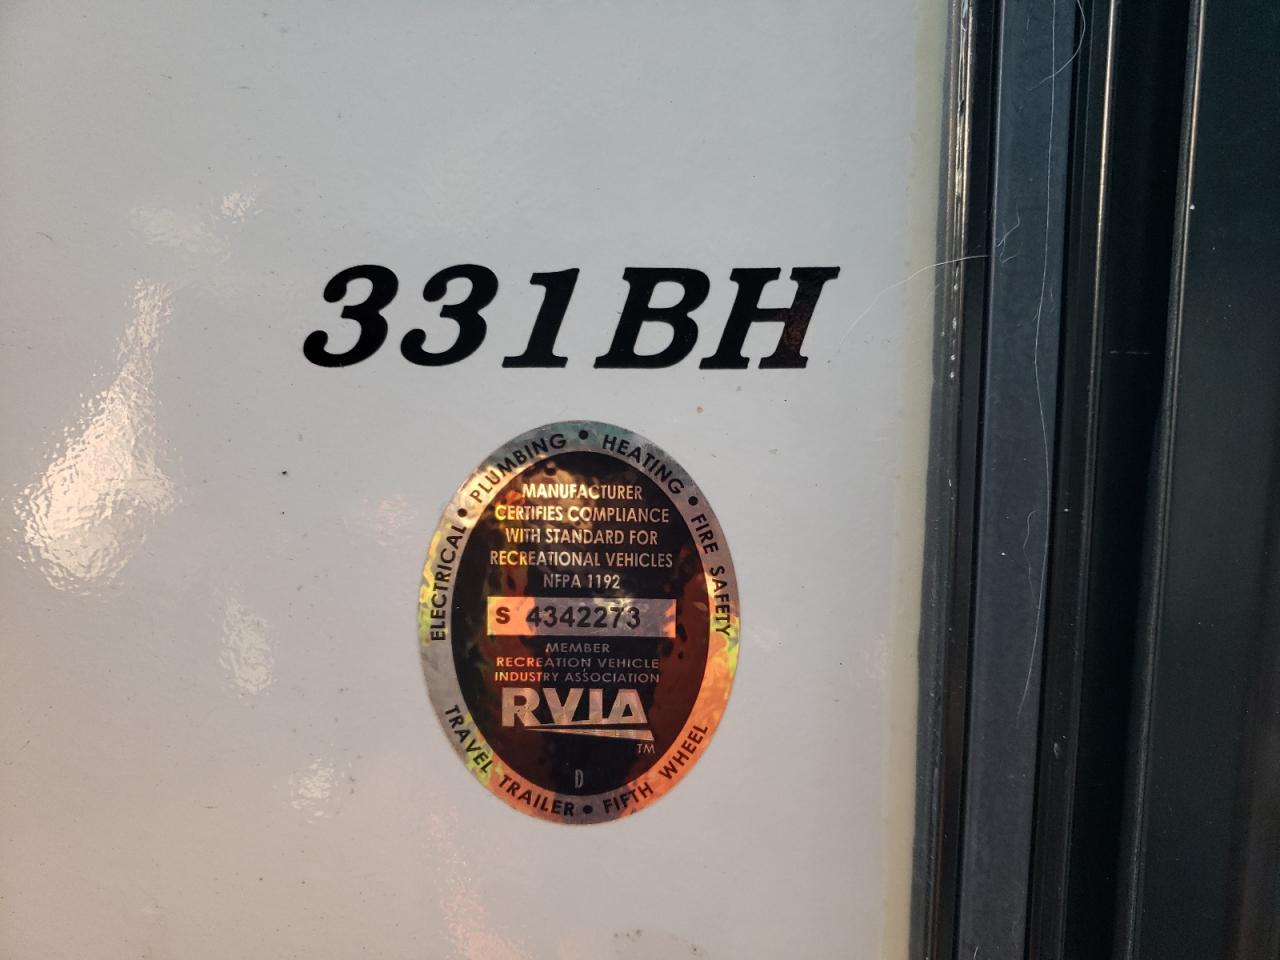 331BH
ELECTRICAL • PLUMBING • HEATING • FIRE SAFETY
MANUFACTURER
CERTIFIES COMPLIANCE
WITH STANDARD FOR
RECREATIONAL VEHICLES
NFPA 1192
S 4342273
MEMBER
RECREATION VEHICLE
INDUSTRY ASSOCIATION
RVIA
TM
D
TRAVEL TRAILER • FIFTH WHEEL